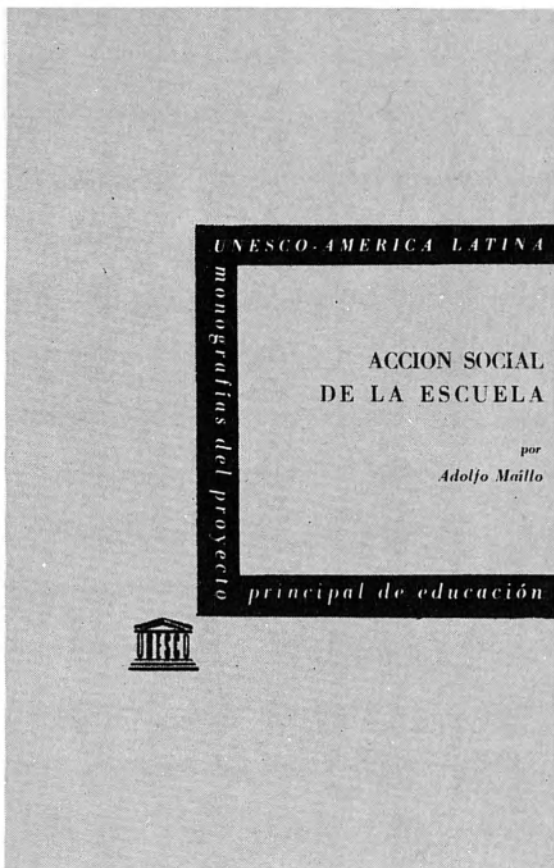 UNESCO-AMERICA LATINA
monografías del proyecto
principal de educación
ACCION SOCIAL
DE LA ESCUELA
por
Adolfo Maíllo
UNESCO